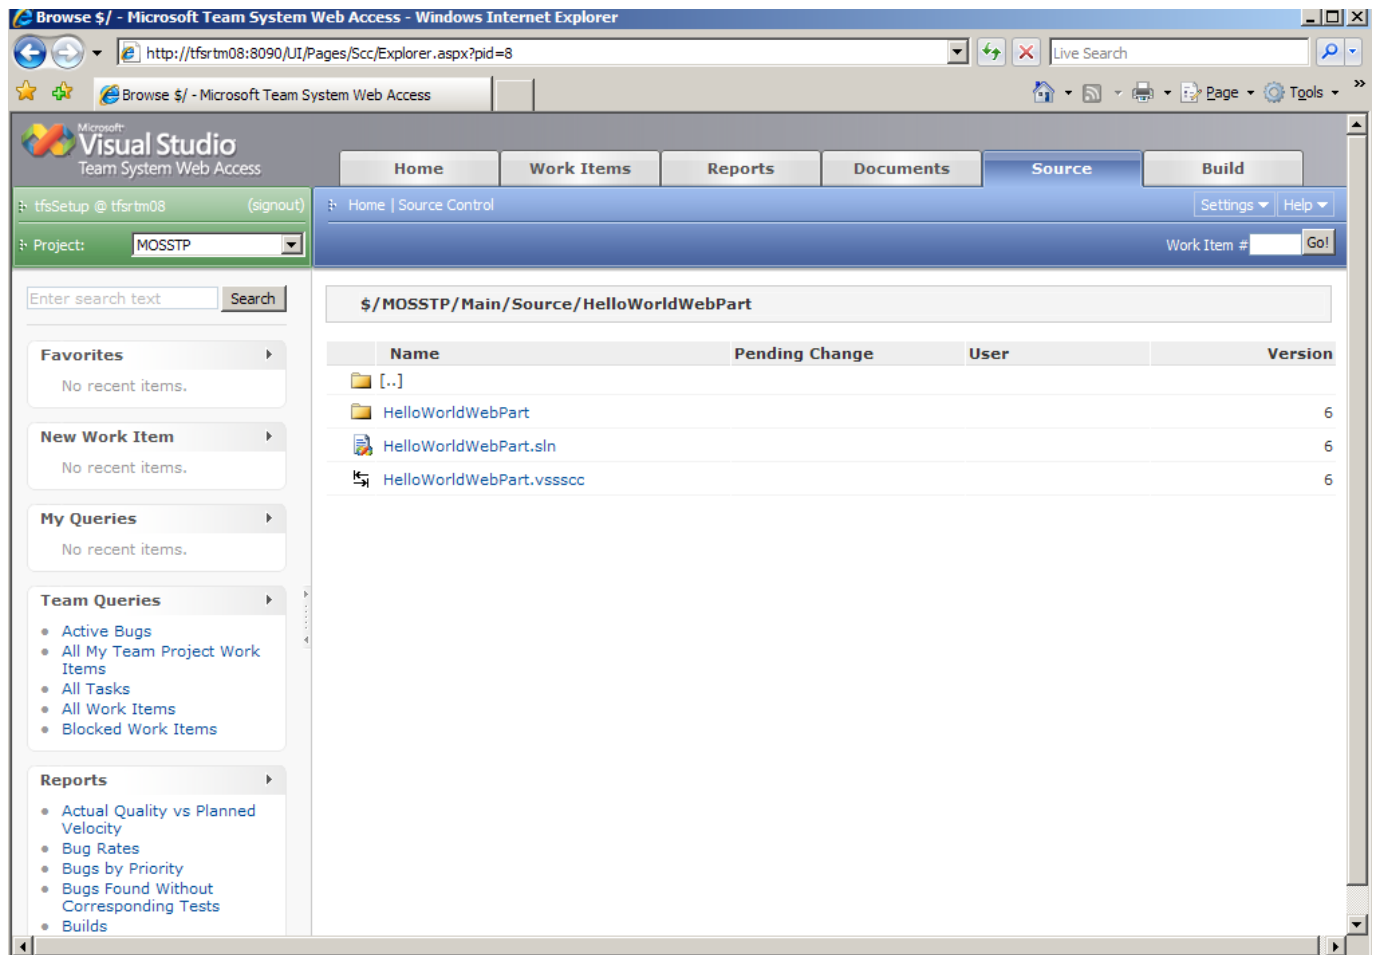 Browse $/ - Microsoft Team System Web Access - Windows Internet Explorer
http://tfsrtm08:8090/UI/Pages/Scc/Explorer.aspx?pid=8
Live Search
Browse $/ - Microsoft Team System Web Access
Page
Tools
»
Microsoft
Visual Studio
Team System Web Access
Home
Work Items
Reports
Documents
Source
Build
tfsSetup @ tfsrtm08
(signout)
Home | Source Control
Settings
Help
Project:
MOSSTP
Work Item #
Go!
Enter search text
Search
$/MOSSTP/Main/Source/HelloWorldWebPart
Name
Pending Change
User
Version
[..]
HelloWorldWebPart
6
HelloWorldWebPart.sln
6
HelloWorldWebPart.vssscc
6
Favorites
No recent items.
New Work Item
No recent items.
My Queries
No recent items.
Team Queries
Active Bugs
All My Team Project Work
Items
All Tasks
All Work Items
Blocked Work Items
Reports
Actual Quality vs Planned
Velocity
Bug Rates
Bugs by Priority
Bugs Found Without
Corresponding Tests
Builds